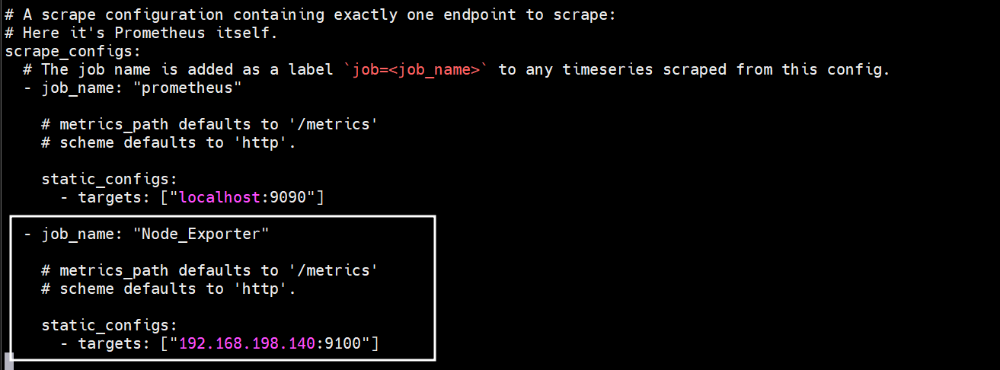 # A scrape configuration containing exactly one endpoint to scrape:
# Here it's Prometheus itself.
scrape_configs:
  # The job name is added as a label `job=<job_name>` to any timeseries scraped from this config.
  - job_name: "prometheus"

    # metrics_path defaults to '/metrics'
    # scheme defaults to 'http'.

    static_configs:
      - targets: ["localhost:9090"]

  - job_name: "Node_Exporter"

    # metrics_path defaults to '/metrics'
    # scheme defaults to 'http'.

    static_configs:
      - targets: ["192.168.198.140:9100"]